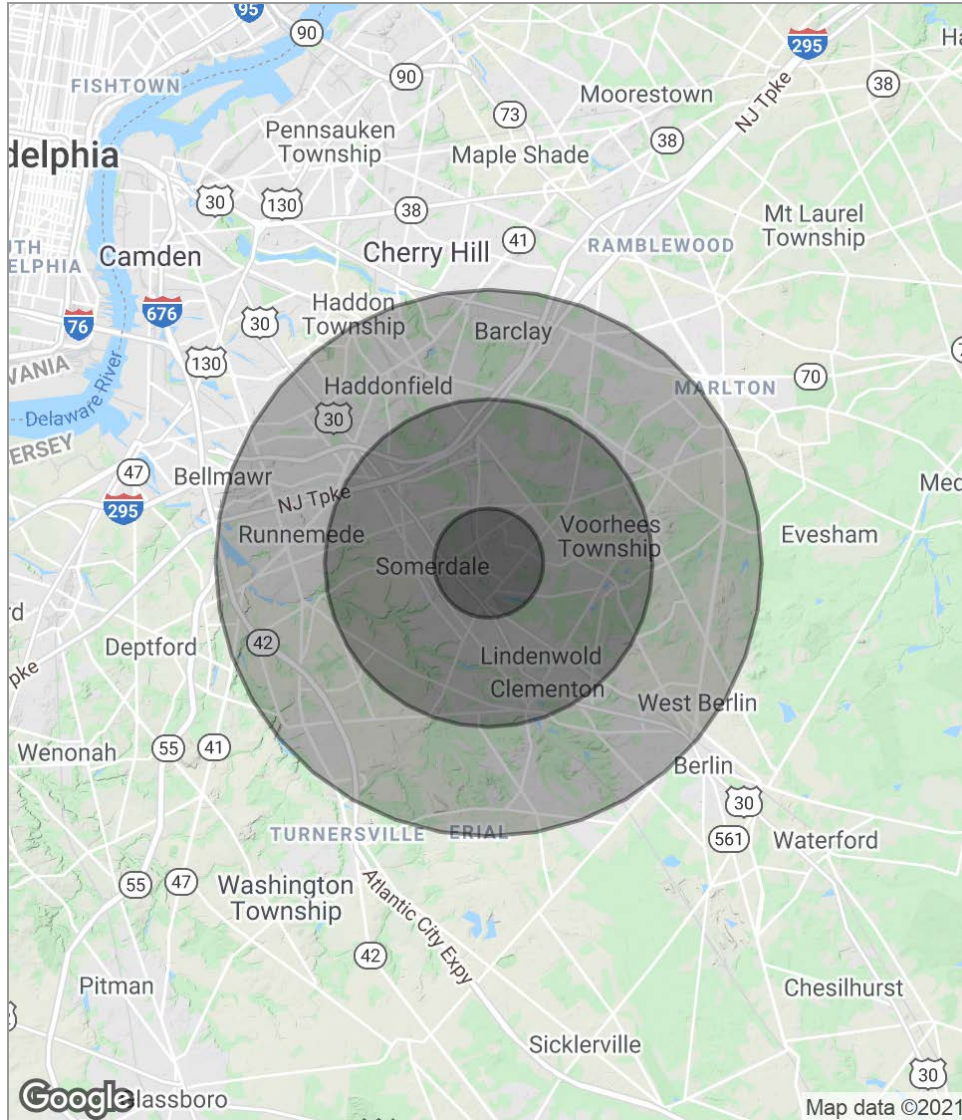 95
90
295
Ha
FISHTOWN
90
38
Moorestown
NJ Tpke
73
Pennsauken
Township
38
delphia
Maple Shade
30
130
38
Mt Laurel
Township
41
UTH
ELPHIA
Camden
Cherry Hill
RAMBLEWOOD
Haddon
Township
76
676
30
Barclay
130
70
7
VANIA
Delaware River
Haddonfield
MARLTON
30
ERSEY
47
Bellmawr
295
NJ Tpke
Med
Runnemede
Voorhees
Township
Evesham
Somerdale
rd
42
Deptford
pke
Lindenwold
Clementon
West Berlin
Wenonah
55
41
Berlin
30
TURNERSVILLE
ERIAL
561
Waterford
55
47
Washington
Township
Atlantic City Expy
42
Pitman
Chesilhurst
Sicklerville
30
Google
Glassboro
Map data ©2021